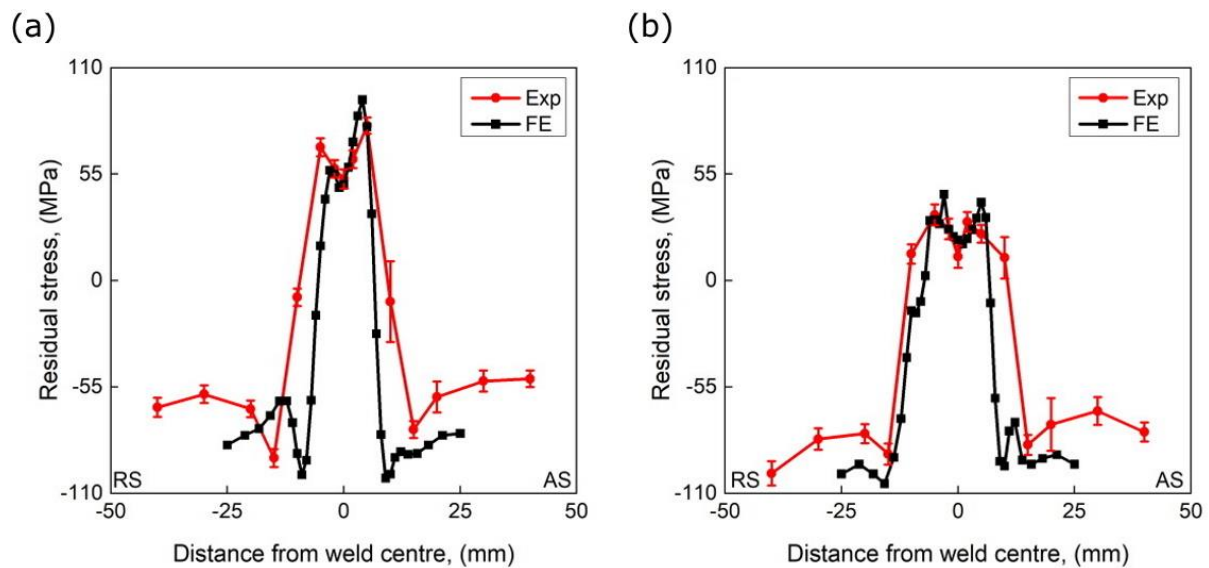 (a)
110
55
0
-55
-110
Residual stress, (MPa)
Exp
FE
RS
AS
-50
-25
0
25
50
Distance from weld centre, (mm)
(b)
110
55
0
-55
-110
Residual stress, (MPa)
Exp
FE
RS
AS
-50
-25
0
25
50
Distance from weld centre, (mm)